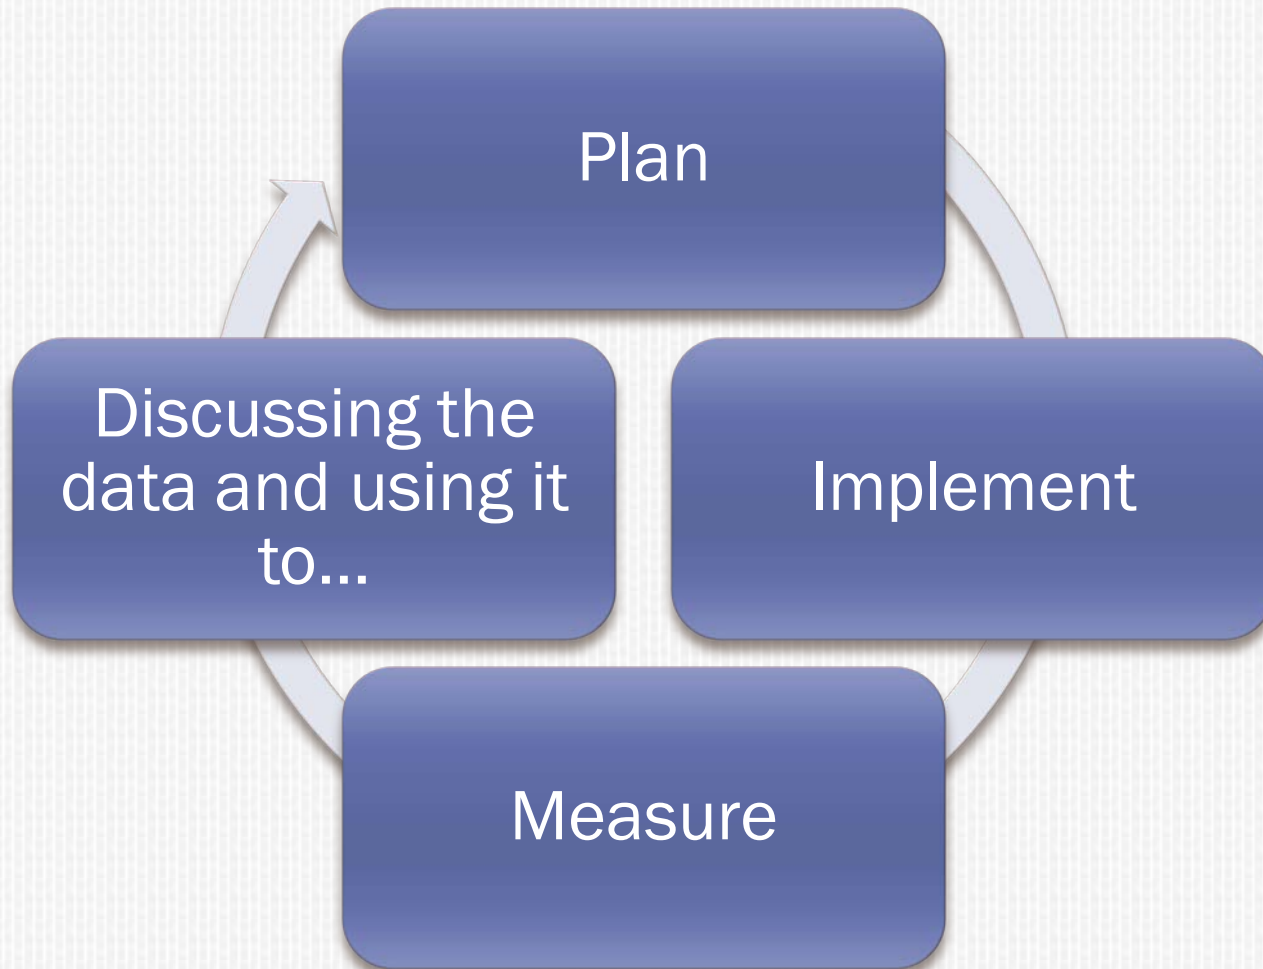 Plan
Discussing the
data and using it
to...
Implement
Measure